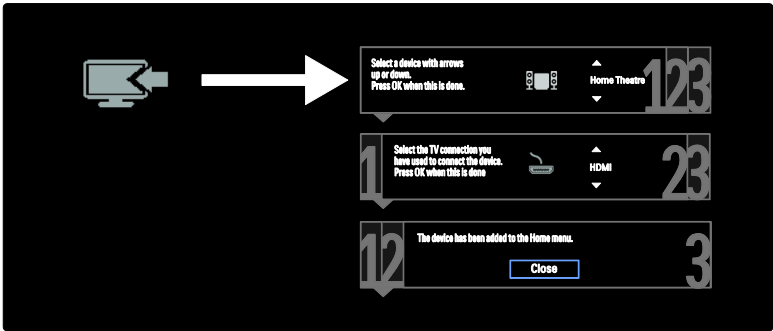 Select a device with arrows
up or down.
Press OK when this is done.
Home Theatre
123
1
Select the TV connection you
have used to connect the device.
Press OK when this is done
HDMI
23
12
The device has been added to the Home menu.
Close
3